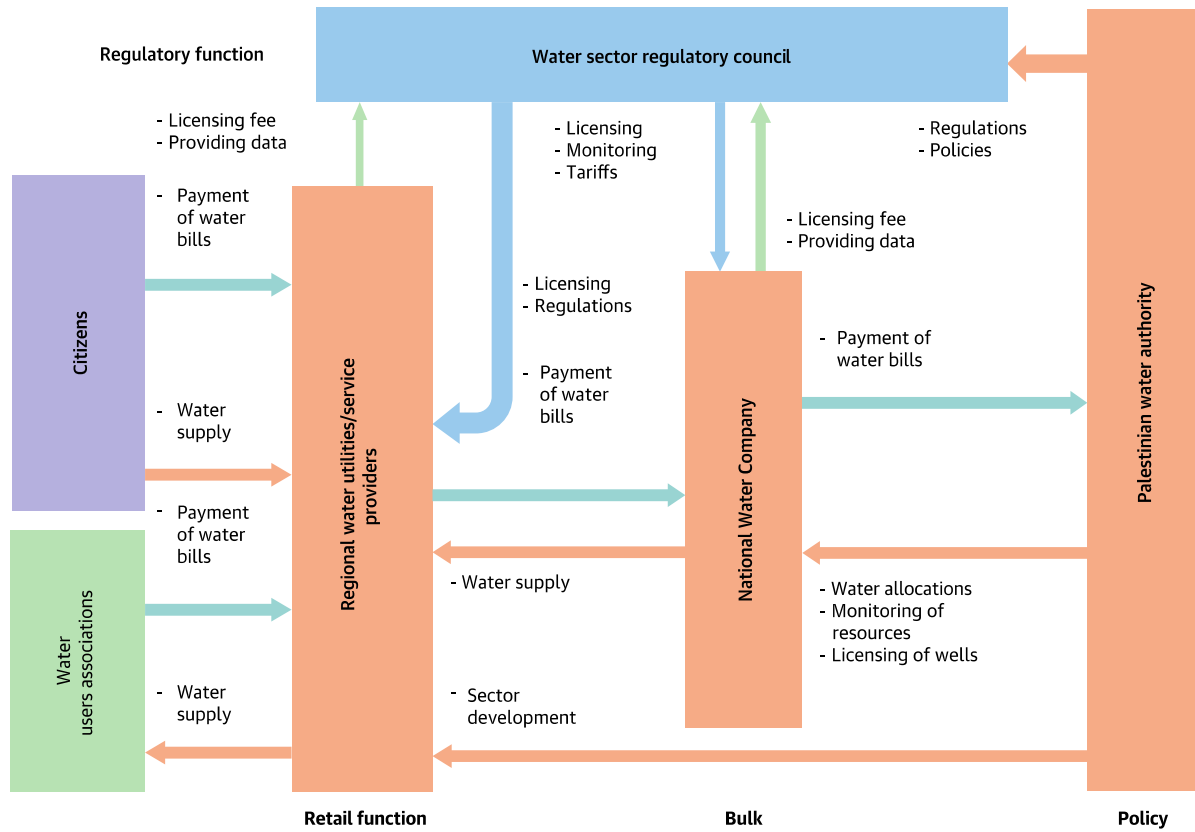 Regulatory function
Water sector regulatory council
- Licensing fee
- Providing data
- Licensing
- Monitoring
- Tariffs
- Regulations
- Policies
- Payment
of water
bills
- Licensing fee
- Providing data
- Licensing
- Regulations
Citizens
- Payment of
water bills
- Payment
of water
bills
- Water
supply
Regional water utilities/service
providers
National Water Company
Palestinian water authority
- Payment
of water
bills
- Water supply
- Water allocations
- Monitoring of
resources
- Licensing of wells
Water
users associations
- Water
supply
- Sector
development
Retail function
Bulk
Policy